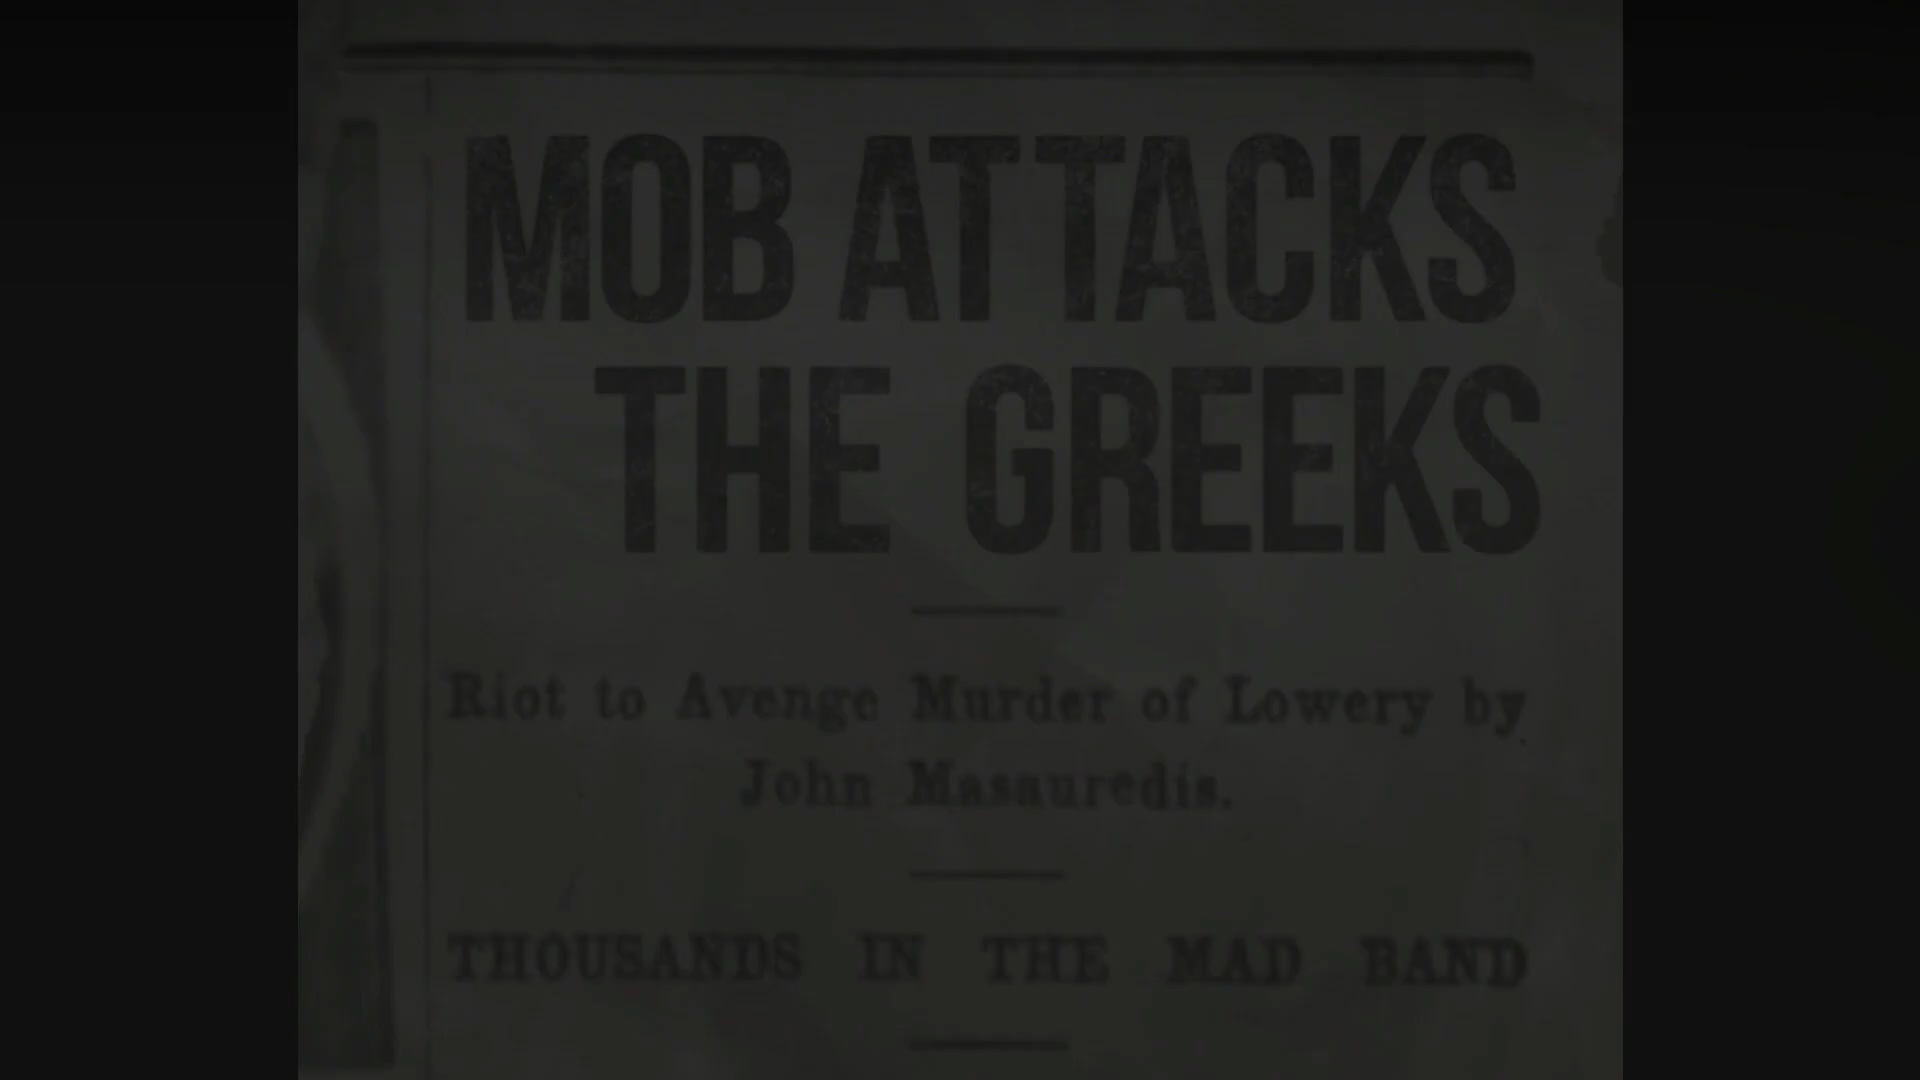 MOB ATTACKS
THE GREEKS
Riot to Avenge Murder of Lowery by
John Masauredis.
THOUSANDS IN THE MAD BAND